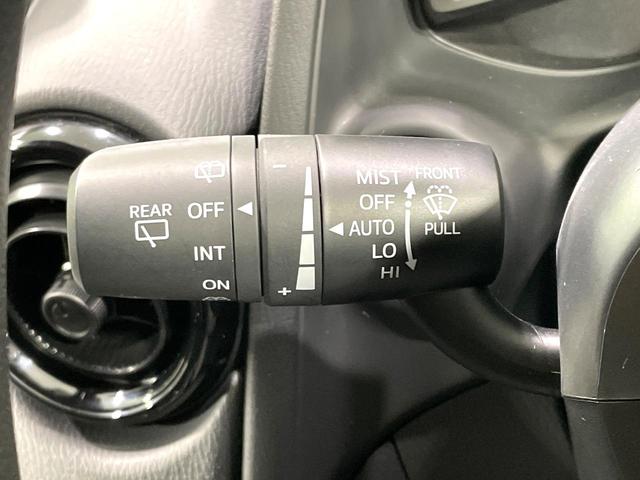 REAR
OFF
INT
ON
-
+
MIST
OFF
AUTO
LO
HI
FRONT
PULL